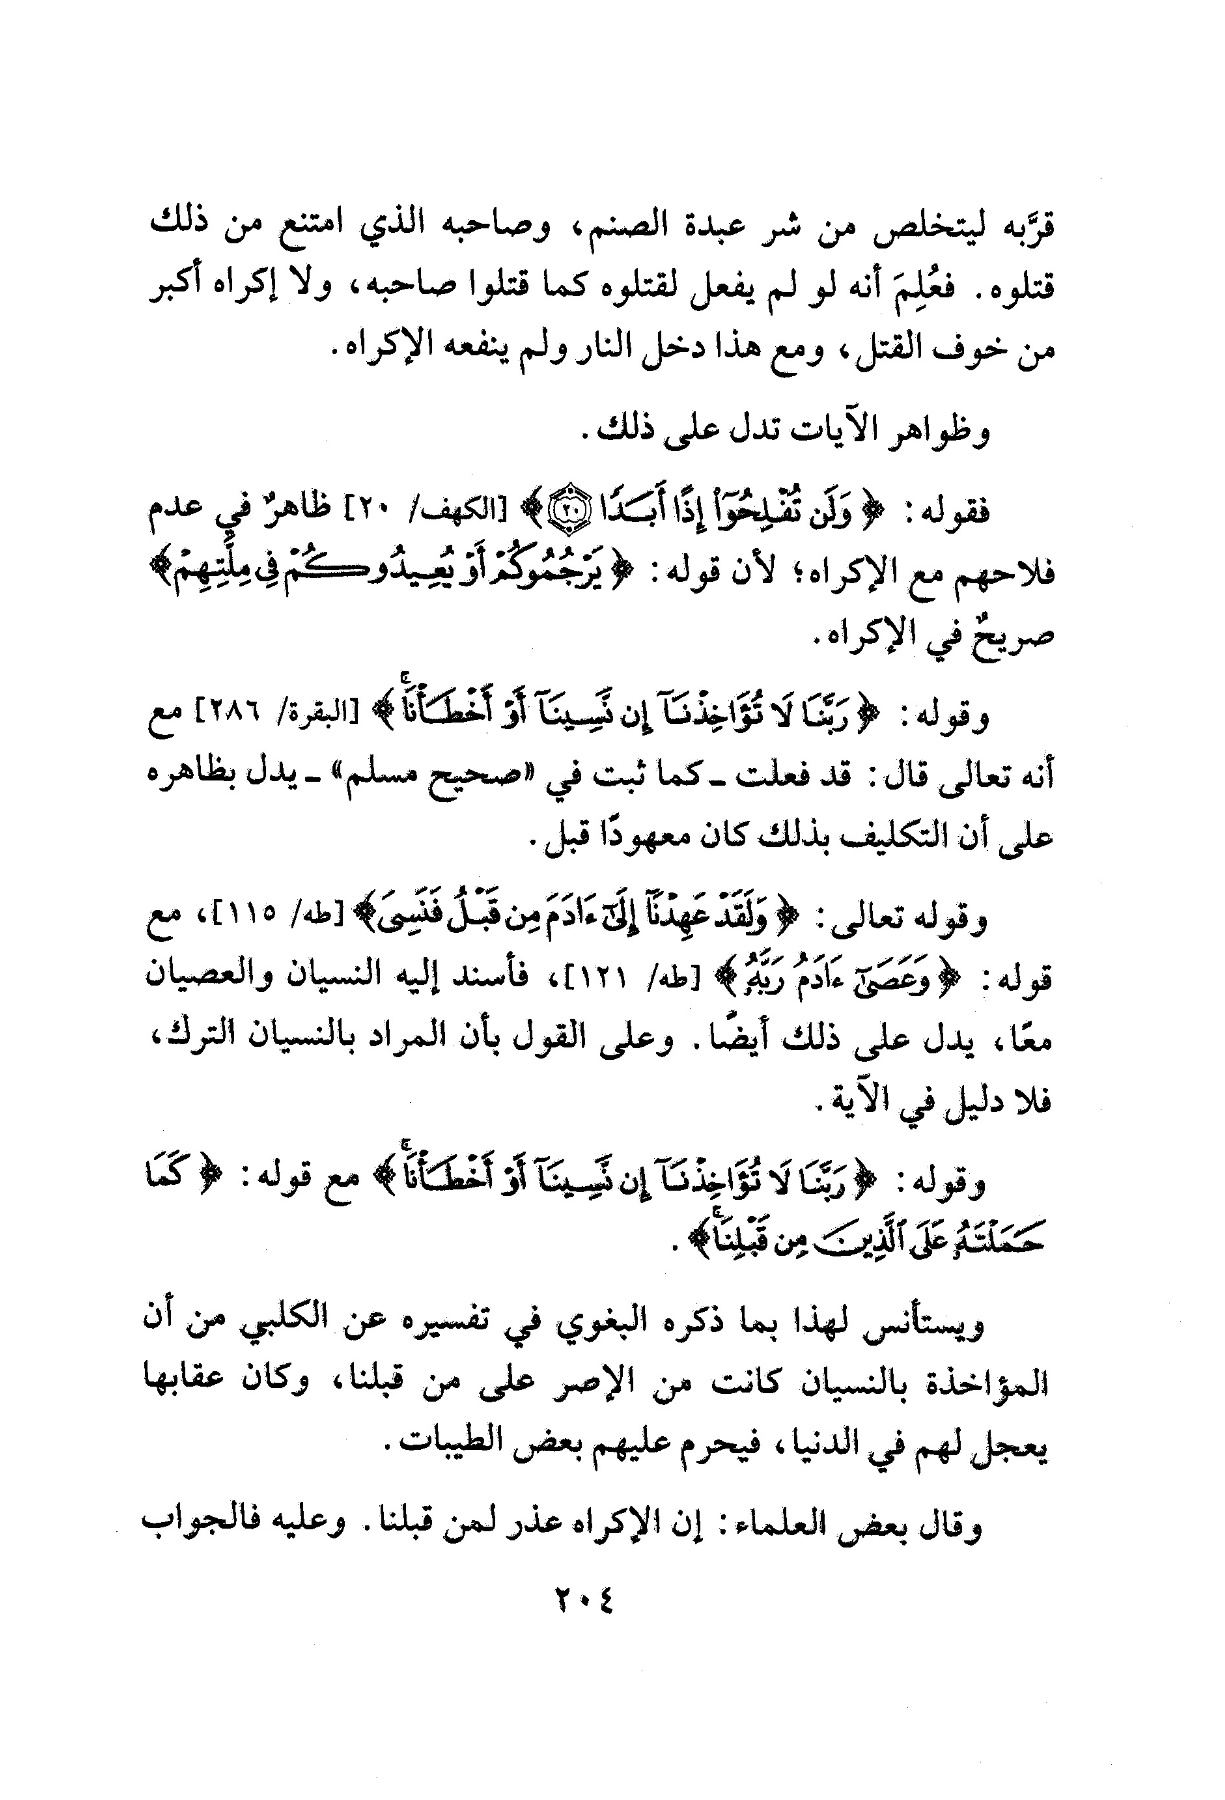 قرَّبه ليتخلص من شر عبدة الصنم، وصاحبه الذي امتنع من ذلك
قتلوه. فعُلِمَ أنه لو لم يفعل لقتلوه كما قتلوا صاحبه، ولا إكراه أكبر
من خوف القتل، ومع هذا دخل النار ولم ينفعه الإكراه.
وظواهر الآيات تدل على ذلك.
فقوله: ﴿وَلَن تُفْلِحُوٓا۟ إِذًا أَبَدًا ٢٠﴾ [الكهف/ ٢٠] ظاهرٌ في عدم
فلاحهم مع الإكراه؛ لأن قوله: ﴿يَرْجُمُوكُمْ أَوْ يُعِيدُوكُمْ فِى مِلَّتِهِمْ﴾
صريحٌ في الإكراه.
وقوله: ﴿رَبَّنَا لَا تُؤَاخِذْنَآ إِن نَّسِينَآ أَوْ أَخْطَأْنَاۚ﴾ [البقرة/ ٢٨٦] مع
أنه تعالى قال: قد فعلت ـ كما ثبت في «صحيح مسلم» ـ يدل بظاهره
على أن التكليف بذلك كان معهودًا قبل.
وقوله تعالى: ﴿وَلَقَدْ عَهِدْنَآ إِلَىٰٓ ءَادَمَ مِن قَبْلُ فَنَسِىَ﴾ [طه/ ١١٥]، مع
قوله: ﴿وَعَصَىٰٓ ءَادَمُ رَبَّهُۥ﴾ [طه/ ١٢١]، فأسند إليه النسيان والعصيان
معًا، يدل على ذلك أيضًا. وعلى القول بأن المراد بالنسيان الترك،
فلا دليل في الآية.
وقوله: ﴿رَبَّنَا لَا تُؤَاخِذْنَآ إِن نَّسِينَآ أَوْ أَخْطَأْنَاۚ﴾ مع قوله: ﴿كَمَا
حَمَلْتَهُۥ عَلَى ٱلَّذِينَ مِن قَبْلِنَاۚ﴾.
ويستأنس لهذا بما ذكره البغوي في تفسيره عن الكلبي من أن
المؤاخذة بالنسيان كانت من الإصر على من قبلنا، وكان عقابها
يعجل لهم في الدنيا، فيحرم عليهم بعض الطيبات.
وقال بعض العلماء: إن الإكراه عذر لمن قبلنا. وعليه فالجواب
٢٠٤